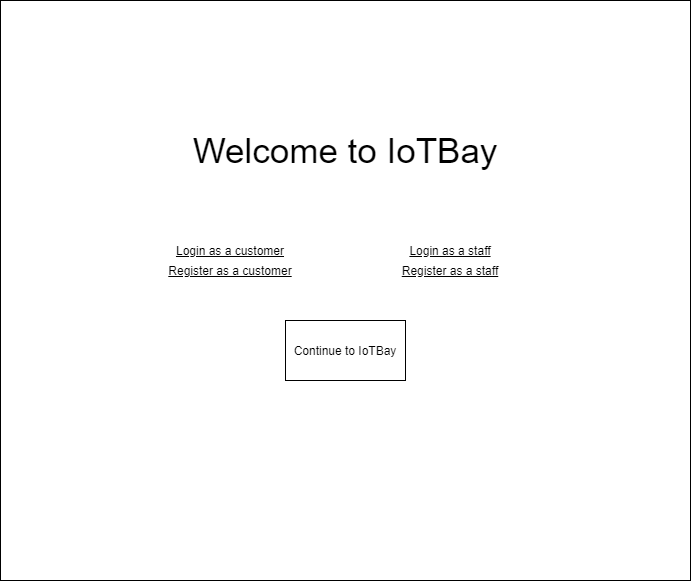 Welcome to IoTBay
Login as a customer
Register as a customer
Login as a staff
Register as a staff
Continue to IoTBay